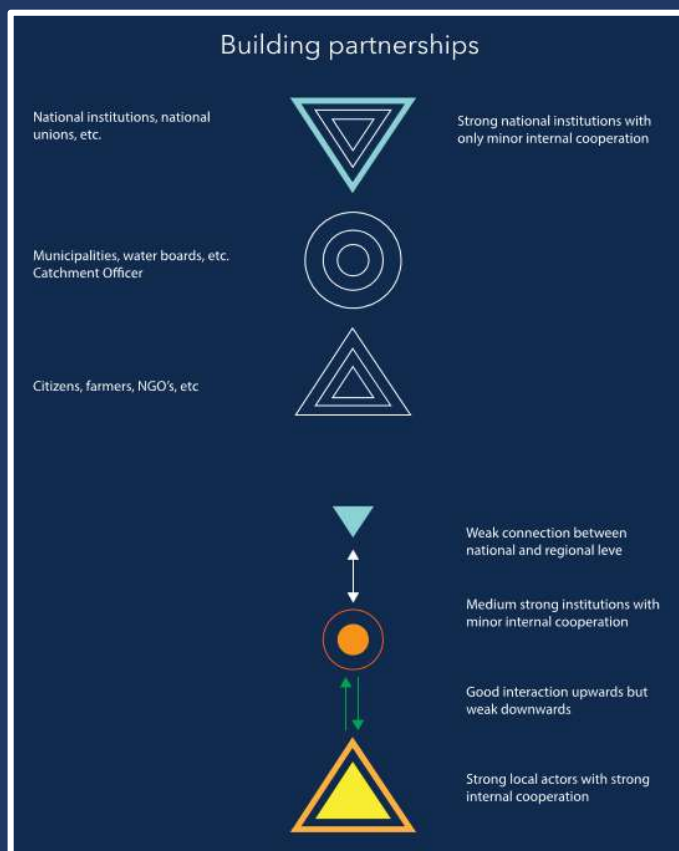 Building partnerships
National institutions, national
unions, etc.
Strong national institutions with
only minor internal cooperation
Municipalities, water boards, etc.
Catchment Officer
Citizens, farmers, NGO's, etc
Weak connection between
national and regional leve
Medium strong institutions with
minor internal cooperation
Good interaction upwards but
weak downwards
Strong local actors with strong
internal cooperation